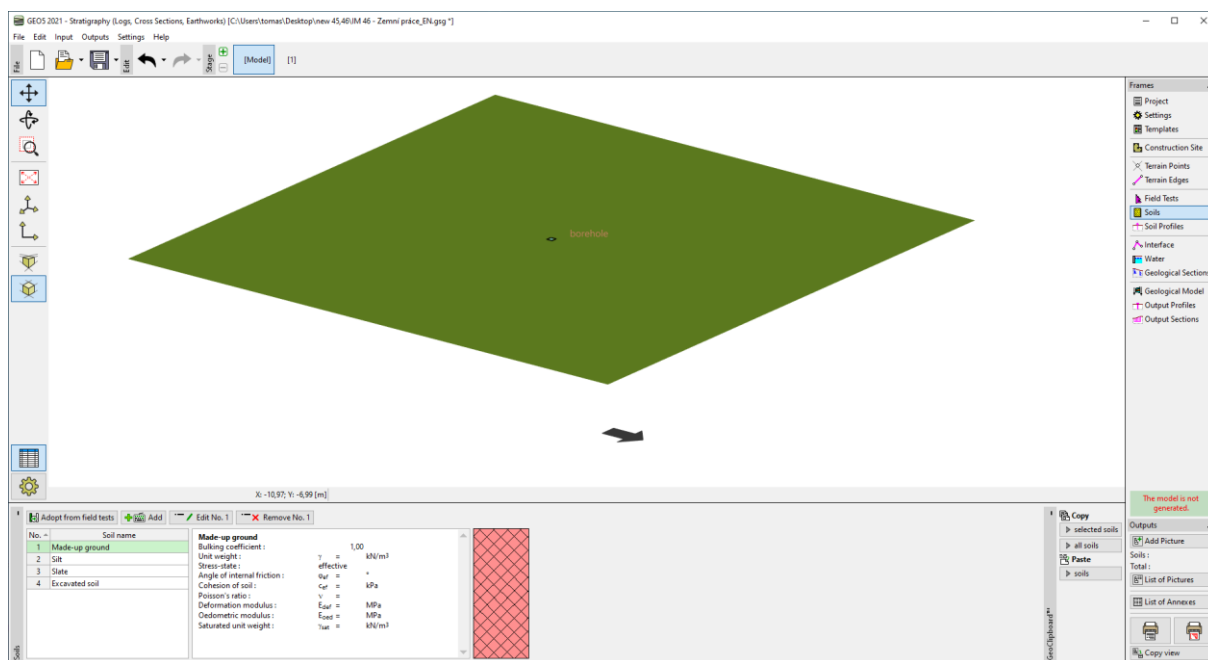 GEO5 2021 - Stratigraphy (Logs, Cross Sections, Earthworks) [C:\Users\tomas\Desktop\new 45,46\IM 46 - Zemní práce_EN.gsg *]
File Edit Input Outputs Settings Help
File
Edit
Stage
[Model]
[1]
borehole
X: -10,97; Y: -6,99 [m]
Frames
Project
Settings
Templates
Construction Site
Terrain Points
Terrain Edges
Field Tests
Soils
Soil Profiles
Interface
Water
Geological Sections
Geological Model
Output Profiles
Output Sections
The model is not
generated.
Outputs
Add Picture
Soils :
Total :
List of Pictures
List of Annexes
Copy view
Adopt from field tests
Add
Edit No. 1
Remove No. 1
No. Soil name
1 Made-up ground
2 Silt
3 Slate
4 Excavated soil
Made-up ground
Bulking coefficient : 1,00
Unit weight : γ = kN/m³
Stress-state : effective
Angle of internal friction : φef = °
Cohesion of soil : cef = kPa
Poisson's ratio : ν =
Deformation modulus : Edef = MPa
Oedometric modulus : Eoed = MPa
Saturated unit weight : γsat = kN/m³
Soils
GeoClipboard™
Copy
selected soils
all soils
Paste
soils